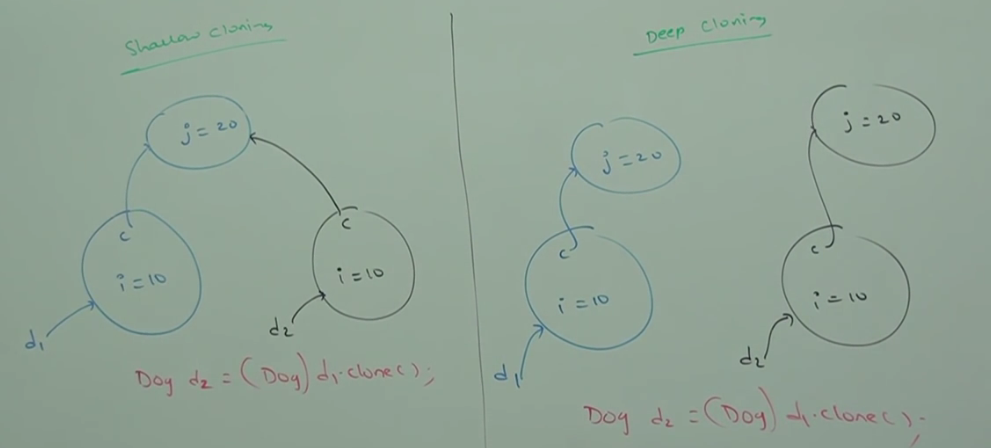 Shallow Cloning
j = 20
c
i = 10
d1
c
i = 10
d2
Dog d2 = (Dog) d1.clone();
Deep Cloning
j = 20
c
i = 10
d1
j = 20
c
i = 10
d2
Dog d2 = (Dog) d1.clone();